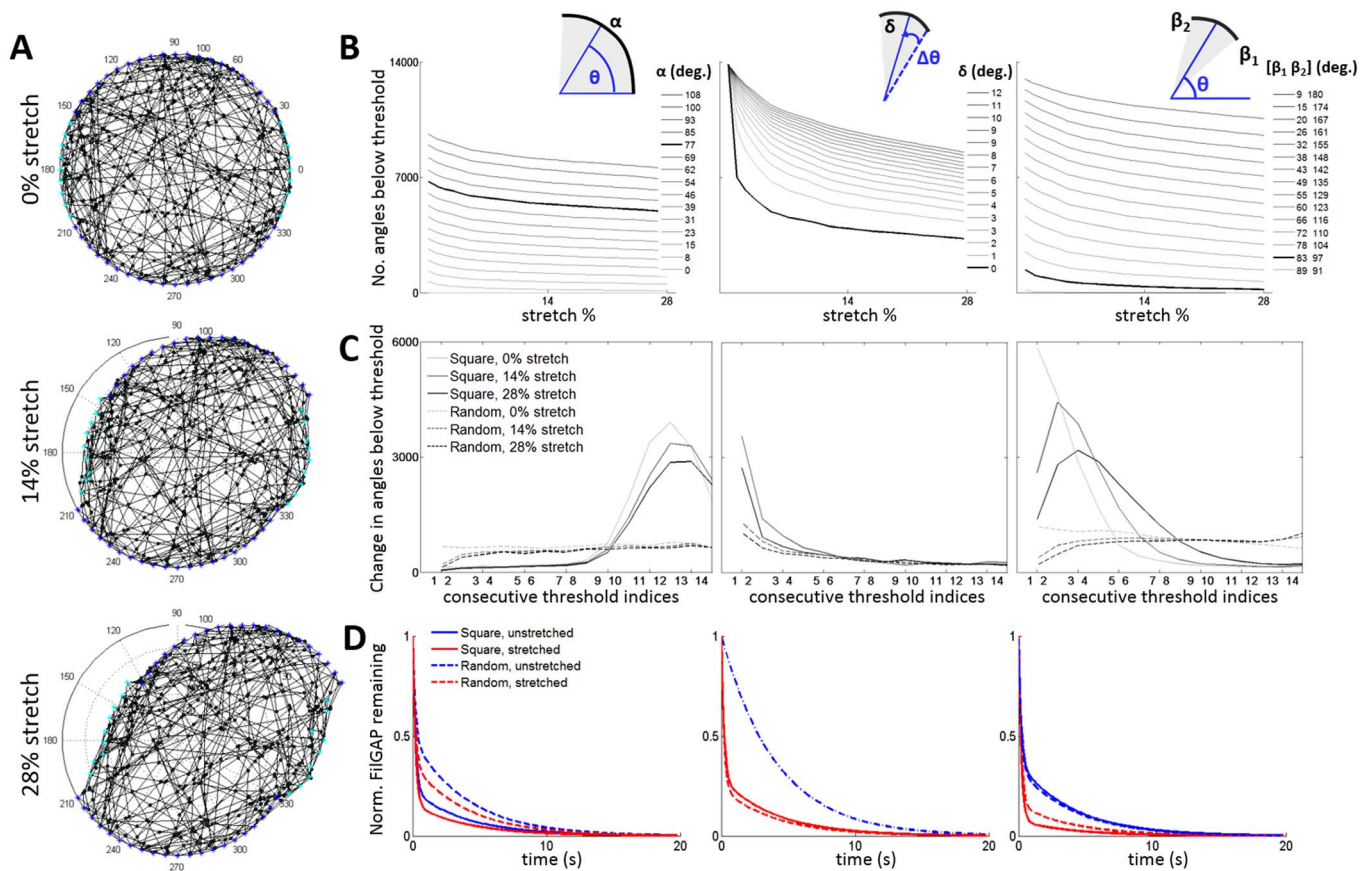 A
0% stretch
90
120
100
60
150
30
180
0
210
330
240
300
270
14% stretch
90
120
100
150
180
210
330
240
300
270
28% stretch
90
120
100
150
180
210
330
240
300
270
B
No. angles below threshold
14000
7000
0
14
28
stretch %
α
θ
α (deg.)
108
100
93
85
77
69
62
54
46
39
31
23
15
8
0
14
28
stretch %
δ
Δθ
δ (deg.)
12
11
10
9
9
8
7
6
5
4
3
3
2
1
0
14
28
stretch %
β2
β1
θ
[β1 β2] (deg.)
9 180
15 174
20 167
26 161
32 155
38 148
43 142
49 135
55 129
60 123
66 116
72 110
78 104
83 97
89 91
C
Change in angles below threshold
6000
3000
0
Square, 0% stretch
Square, 14% stretch
Square, 28% stretch
Random, 0% stretch
Random, 14% stretch
Random, 28% stretch
1 2 3 4 5 6 7 8 9 10 11 12 13 14
consecutive threshold indices
1 2 3 4 5 6 7 8 9 10 11 12 13 14
consecutive threshold indices
1 2 3 4 5 6 7 8 9 10 11 12 13 14
consecutive threshold indices
D
Norm. FilGAP remaining
1
0.5
0
Square, unstretched
Square, stretched
Random, unstretched
Random, stretched
10
20
time (s)
1
0.5
0
10
20
time (s)
1
0.5
0
10
20
time (s)